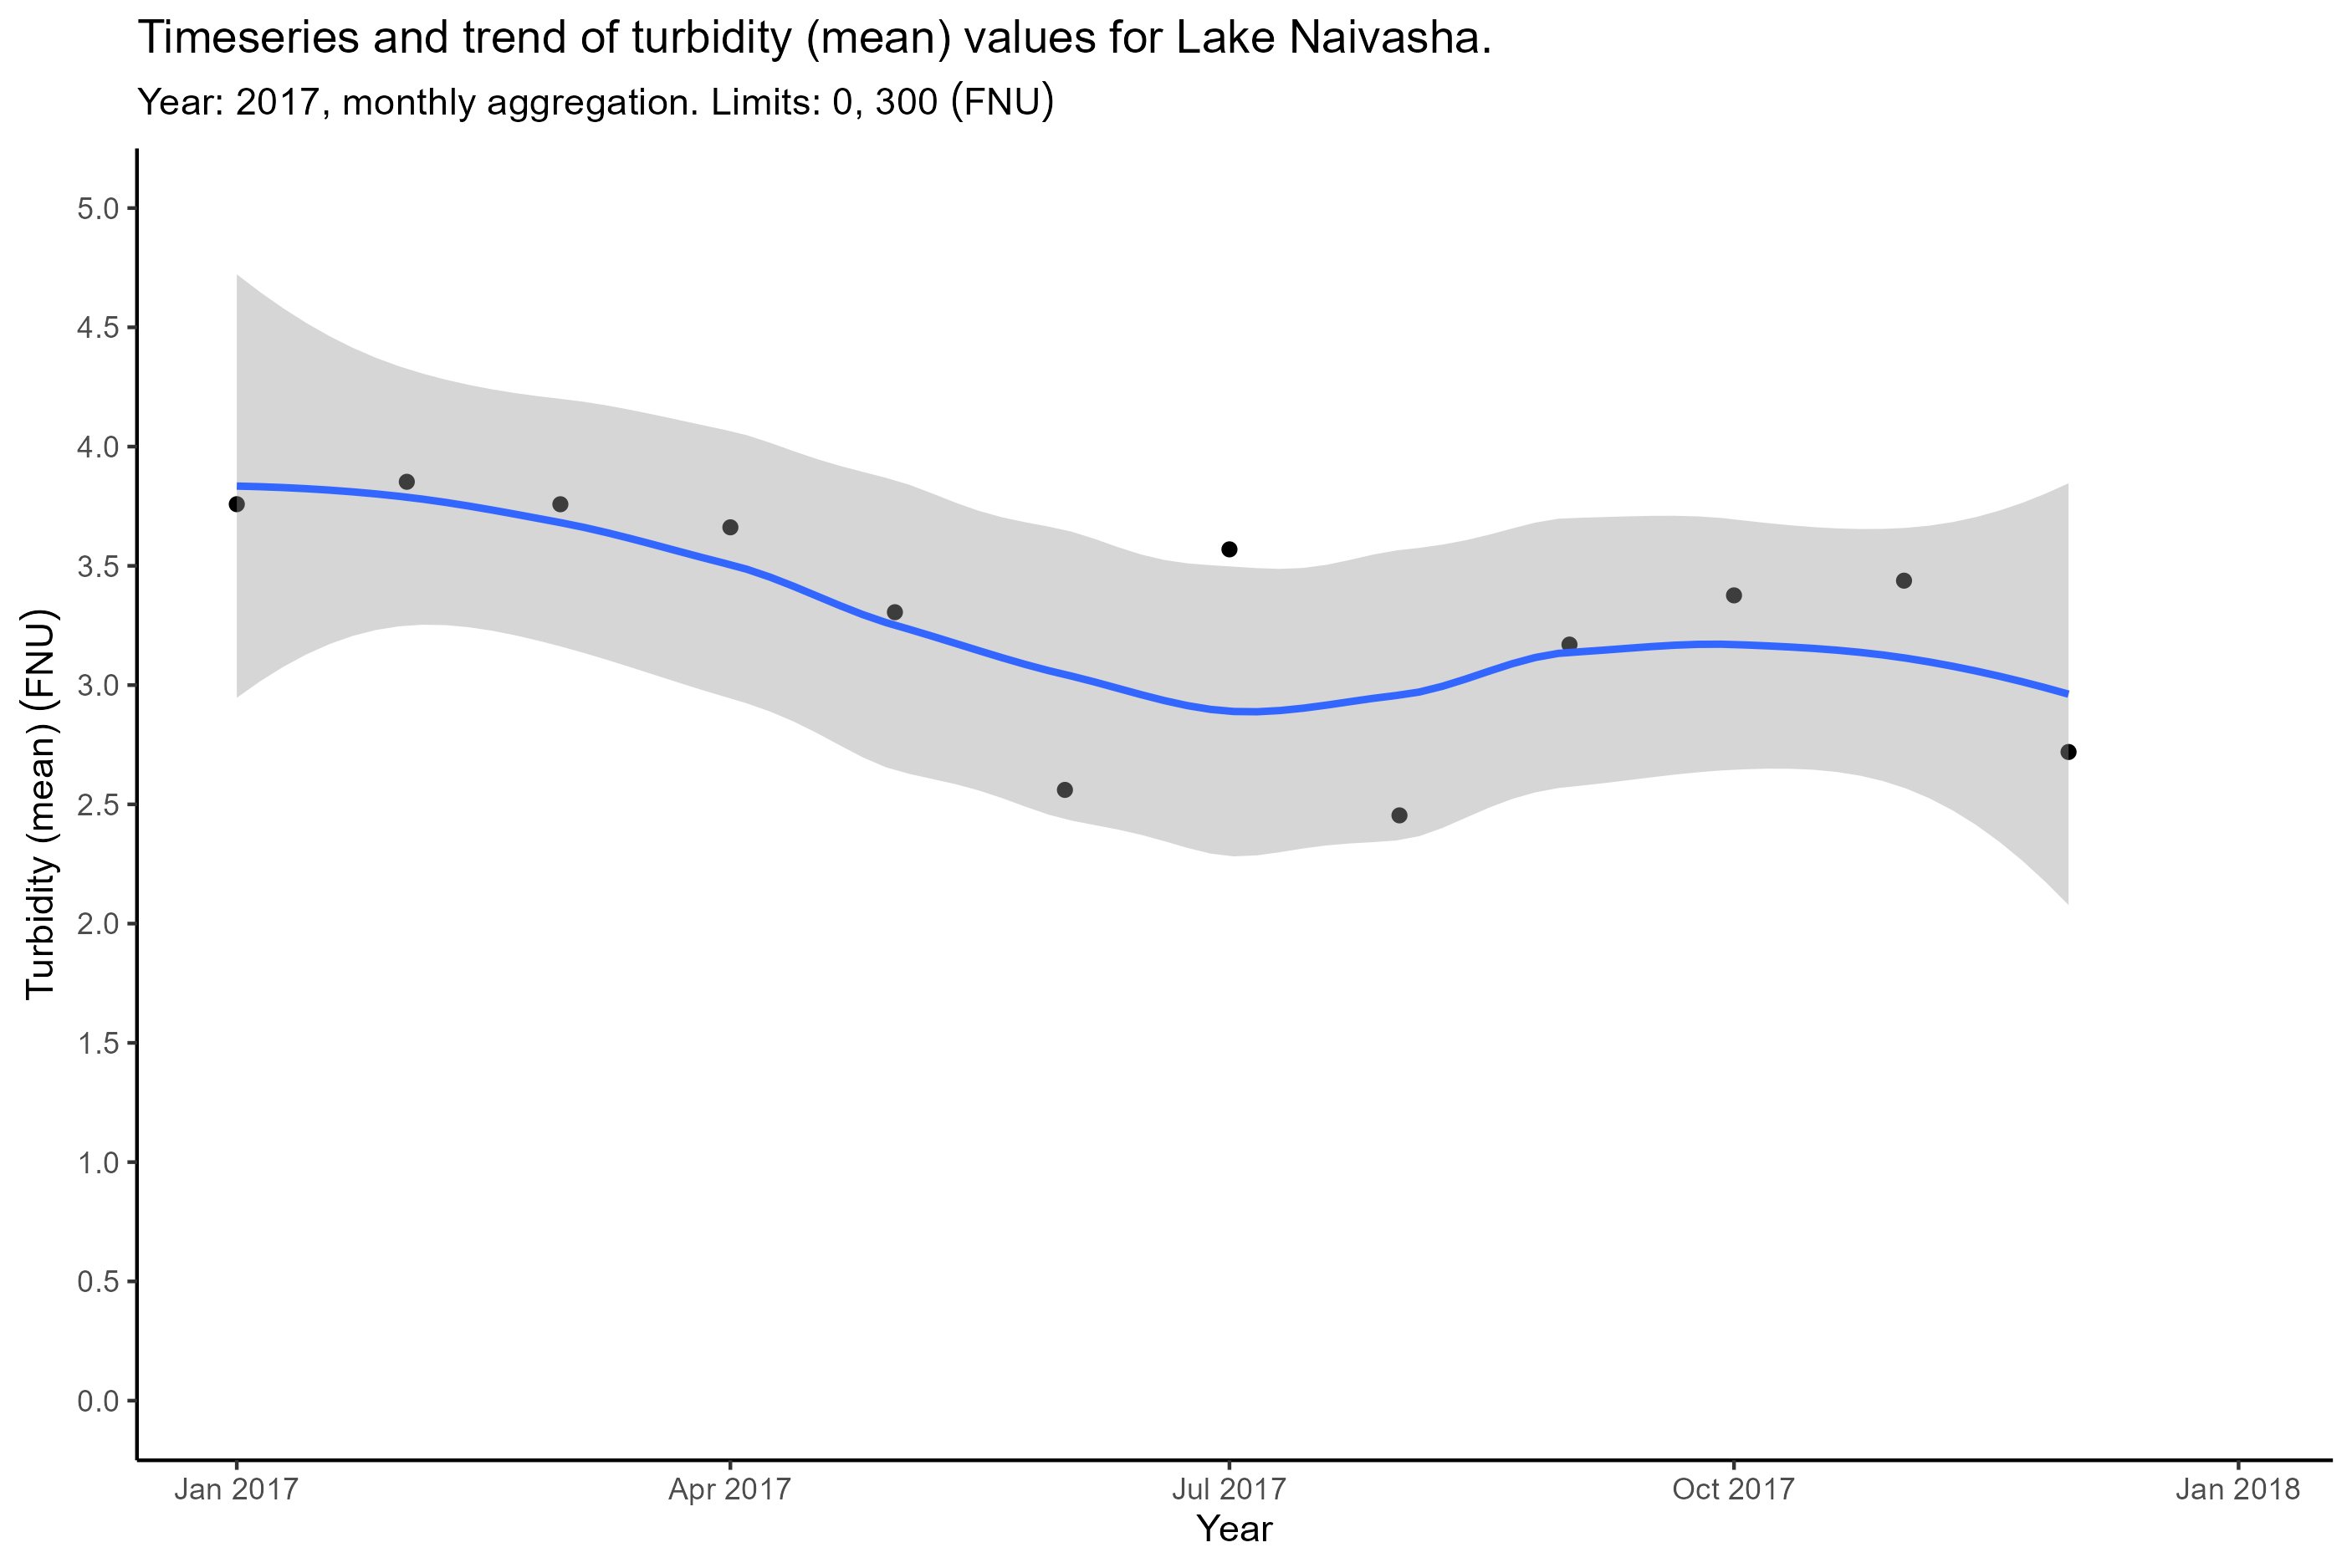 Timeseries and trend of turbidity (mean) values for Lake Naivasha.
Year: 2017, monthly aggregation. Limits: 0, 300 (FNU)
Turbidity (mean) (FNU)
5.0
4.5
4.0
3.5
3.0
2.5
2.0
1.5
1.0
0.5
0.0
Jan 2017 Apr 2017 Jul 2017 Oct 2017 Jan 2018
Year